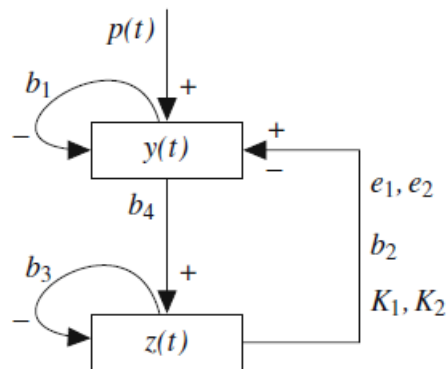 p(t)
+
b₁
−
+
y(t)
−
b₄
e₁, e₂
b₂
b₃
+
K₁, K₂
−
z(t)